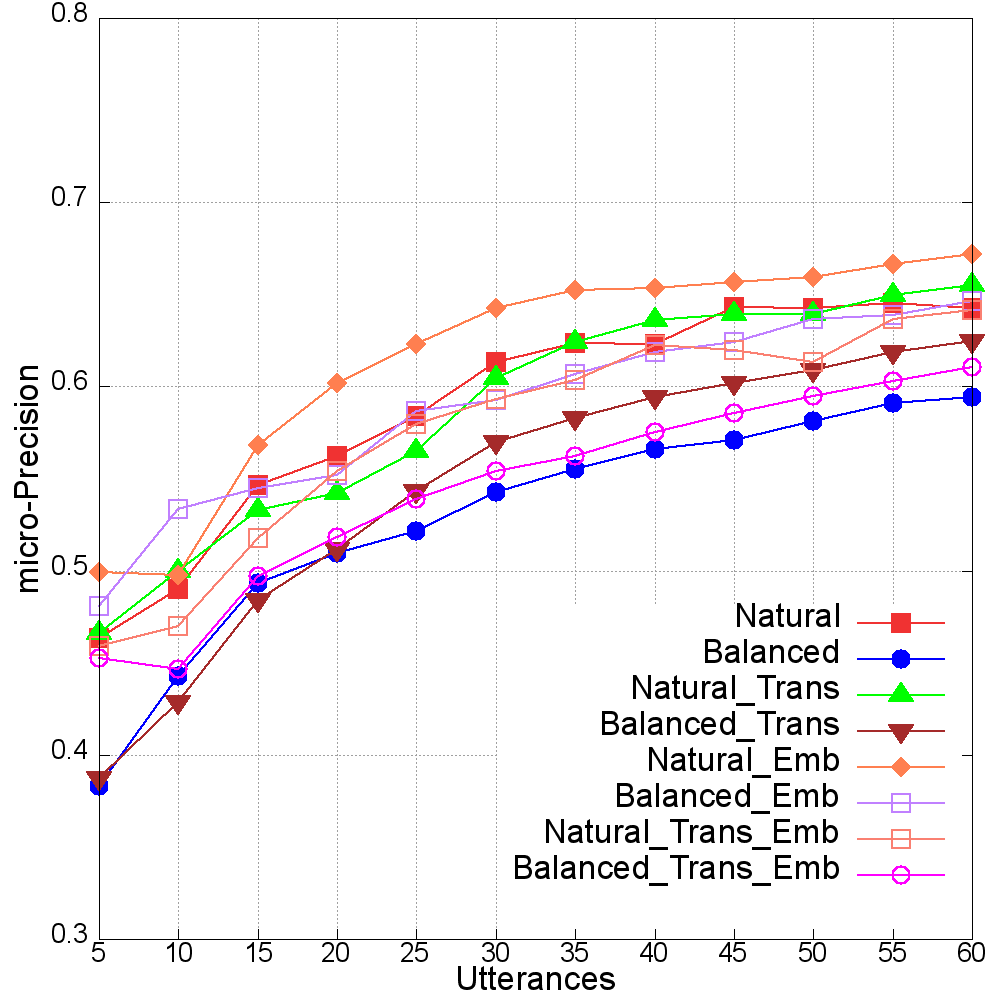 0.8
0.7
0.6
0.5
0.4
0.3
micro-Precision
Natural
Balanced
Natural_Trans
Balanced_Trans
Natural_Emb
Balanced_Emb
Natural_Trans_Emb
Balanced_Trans_Emb
5 10 15 20 25 30 35 40 45 50 55 60
Utterances